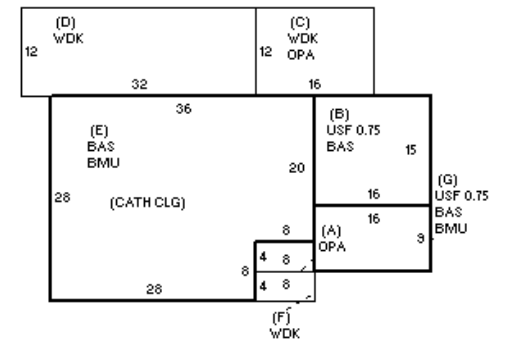 (D)
WDK
12
32
(C)
WDK
OPA
12
16
36
(E)
BAS
BMU
(CATH CLG)
28
20
28
(B)
USF 0.75
BAS
15
16
(G)
USF 0.75
BAS
BMU
16
9
(A)
OPA
8
4 8
8
4 8
(F)
WDK